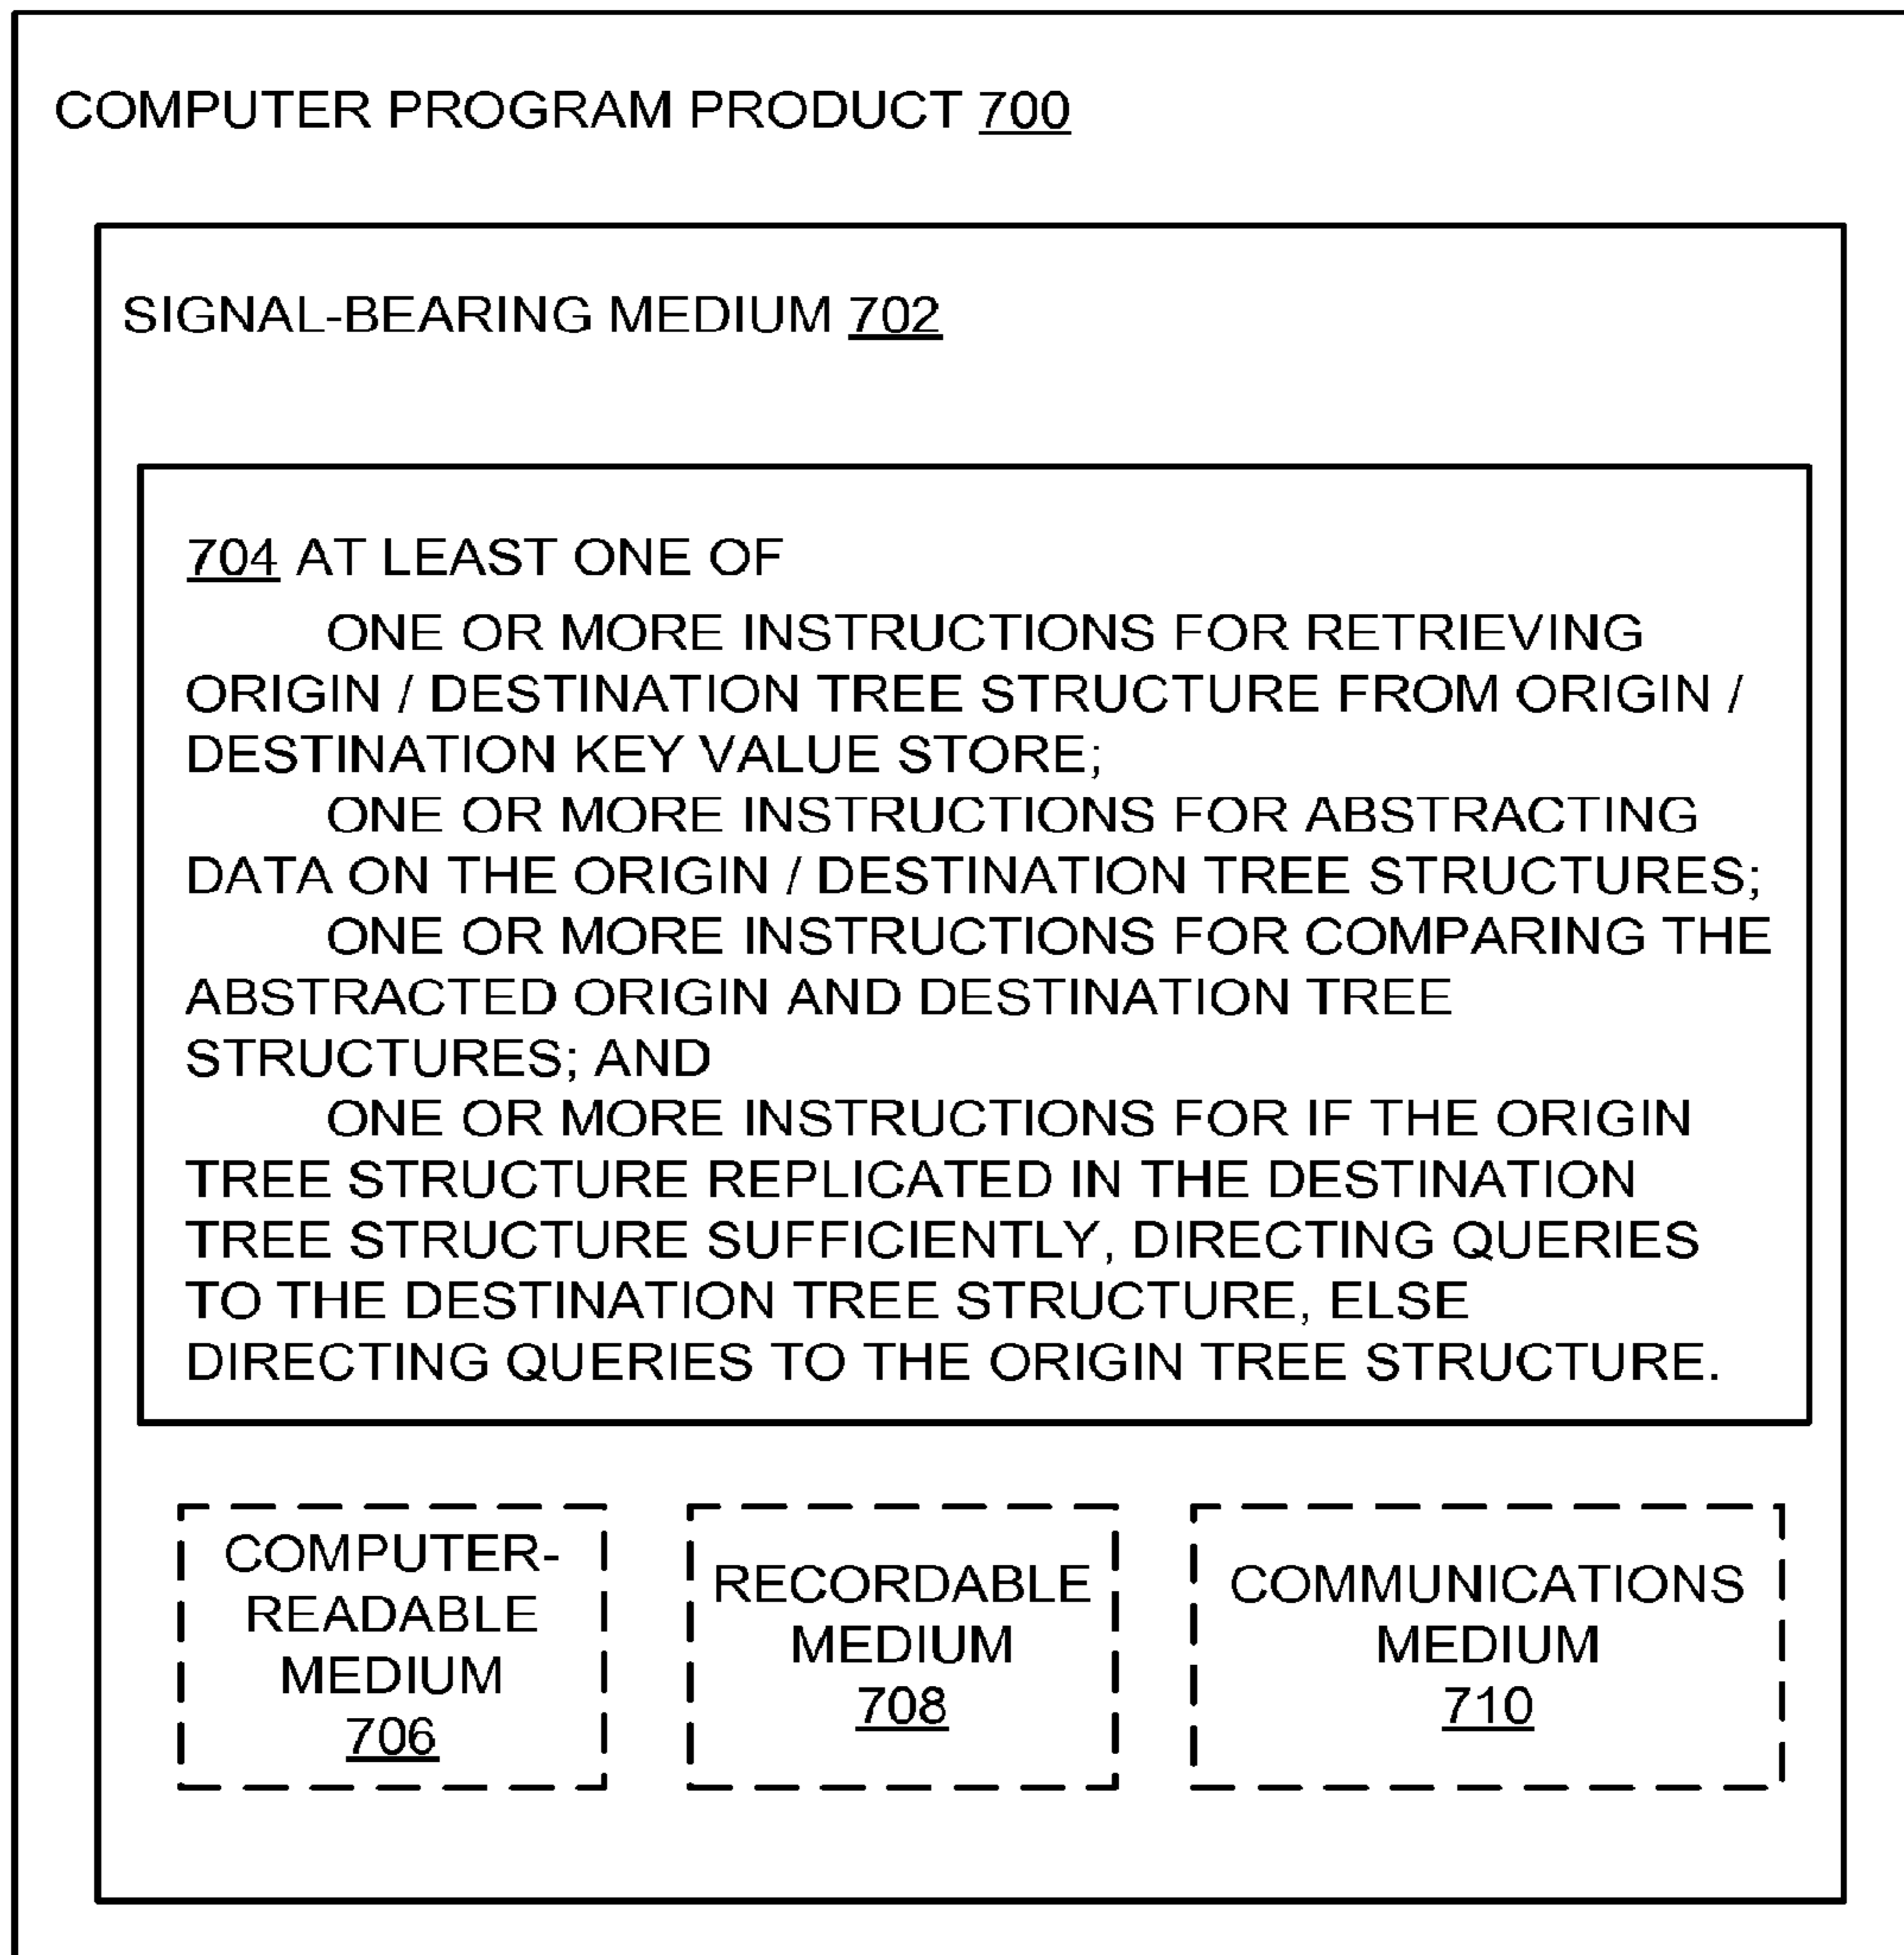 COMPUTER PROGRAM PRODUCT 700
SIGNAL-BEARING MEDIUM 702
704 AT LEAST ONE OF
ONE OR MORE INSTRUCTIONS FOR RETRIEVING
ORIGIN / DESTINATION TREE STRUCTURE FROM ORIGIN /
DESTINATION KEY VALUE STORE;
ONE OR MORE INSTRUCTIONS FOR ABSTRACTING
DATA ON THE ORIGIN / DESTINATION TREE STRUCTURES;
ONE OR MORE INSTRUCTIONS FOR COMPARING THE
ABSTRACTED ORIGIN AND DESTINATION TREE
STRUCTURES; AND
ONE OR MORE INSTRUCTIONS FOR IF THE ORIGIN
TREE STRUCTURE REPLICATED IN THE DESTINATION
TREE STRUCTURE SUFFICIENTLY, DIRECTING QUERIES
TO THE DESTINATION TREE STRUCTURE, ELSE
DIRECTING QUERIES TO THE ORIGIN TREE STRUCTURE.
COMPUTER-
READABLE
MEDIUM
706
RECORDABLE
MEDIUM
708
COMMUNICATIONS
MEDIUM
710